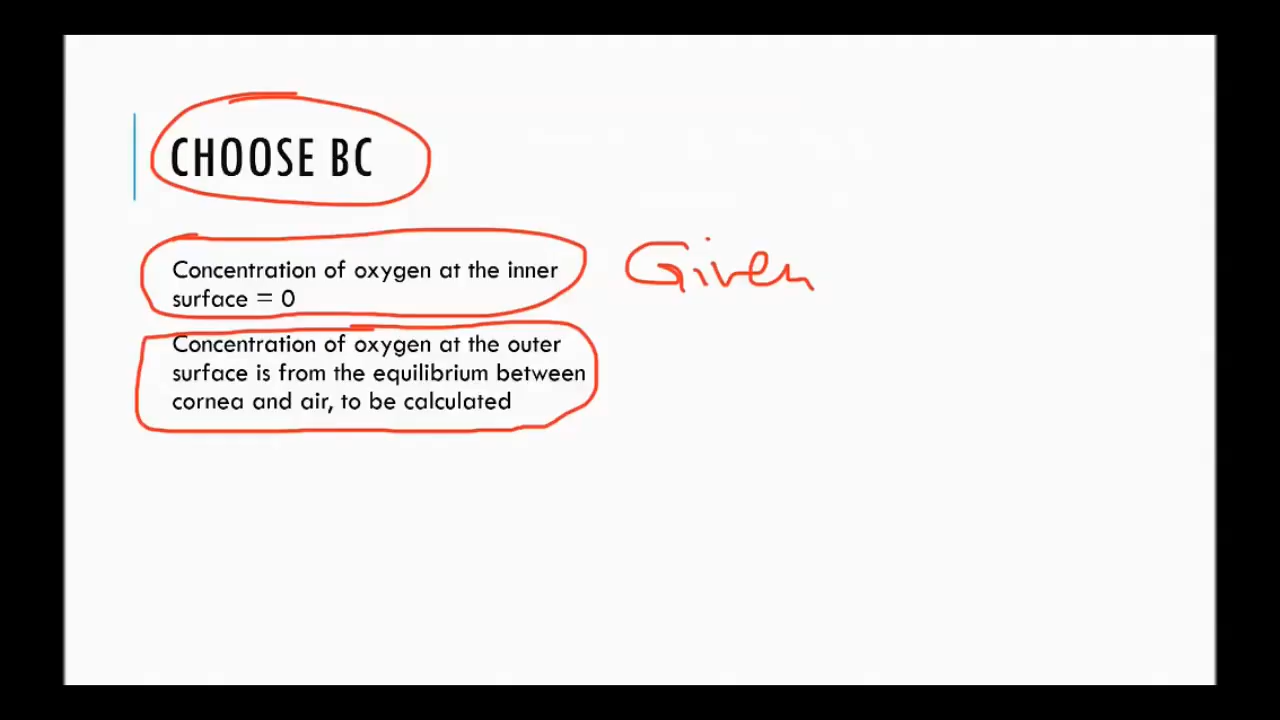 CHOOSE BC
Concentration of oxygen at the inner
surface = 0
Given
Concentration of oxygen at the outer
surface is from the equilibrium between
cornea and air, to be calculated